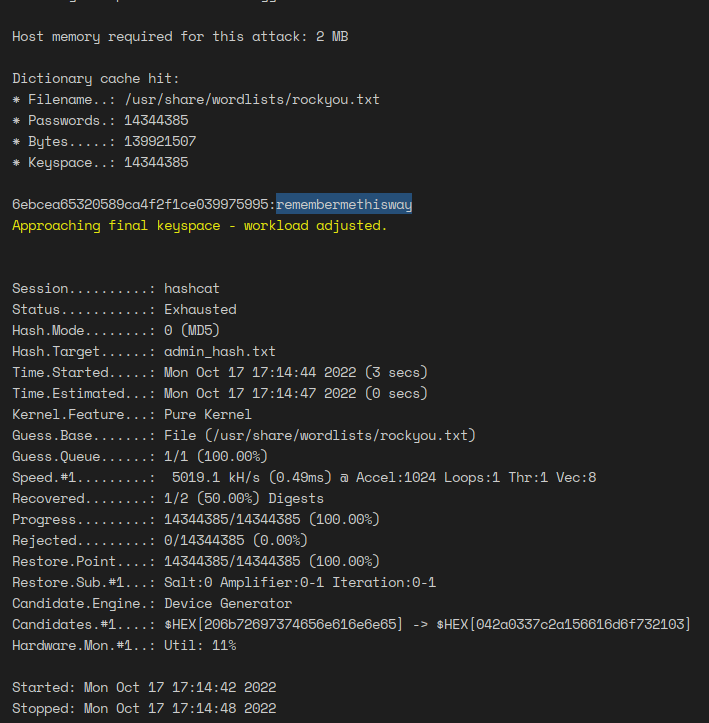 Host memory required for this attack: 2 MB
Dictionary cache hit:
* Filename..: /usr/share/wordlists/rockyou.txt
* Passwords.: 14344385
* Bytes.....: 139921507
* Keyspace..: 14344385
6ebcea65320589ca4f2f1ce039975995:remembermethisway
Approaching final keyspace - workload adjusted.
Session..........: hashcat
Status...........: Exhausted
Hash.Mode........: 0 (MD5)
Hash.Target......: admin_hash.txt
Time.Started.....: Mon Oct 17 17:14:44 2022 (3 secs)
Time.Estimated...: Mon Oct 17 17:14:47 2022 (0 secs)
Kernel.Feature...: Pure Kernel
Guess.Base.......: File (/usr/share/wordlists/rockyou.txt)
Guess.Queue......: 1/1 (100.00%)
Speed.#1.........:  5019.1 kH/s (0.49ms) @ Accel:1024 Loops:1 Thr:1 Vec:8
Recovered........: 1/2 (50.00%) Digests
Progress.........: 14344385/14344385 (100.00%)
Rejected.........: 0/14344385 (0.00%)
Restore.Point....: 14344385/14344385 (100.00%)
Restore.Sub.#1...: Salt:0 Amplifier:0-1 Iteration:0-1
Candidate.Engine.: Device Generator
Candidates.#1....: $HEX[206b72697374656e616e6e65] -> $HEX[042a0337c2a156616d6f732103]
Hardware.Mon.#1..: Util: 11%
Started: Mon Oct 17 17:14:42 2022
Stopped: Mon Oct 17 17:14:48 2022